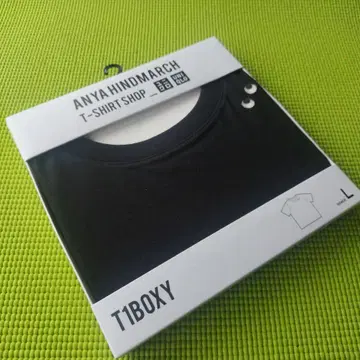 ANYA HINDMARCH
T-SHIRT SHOP
T1BOXY
L